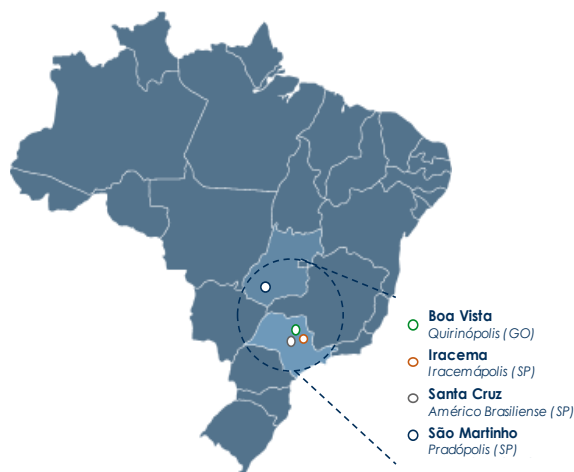 Boa Vista
Quirinópolis (GO)
Iracema
Iracemápolis (SP)
Santa Cruz
Américo Brasiliense (SP)
São Martinho
Pradópolis (SP)